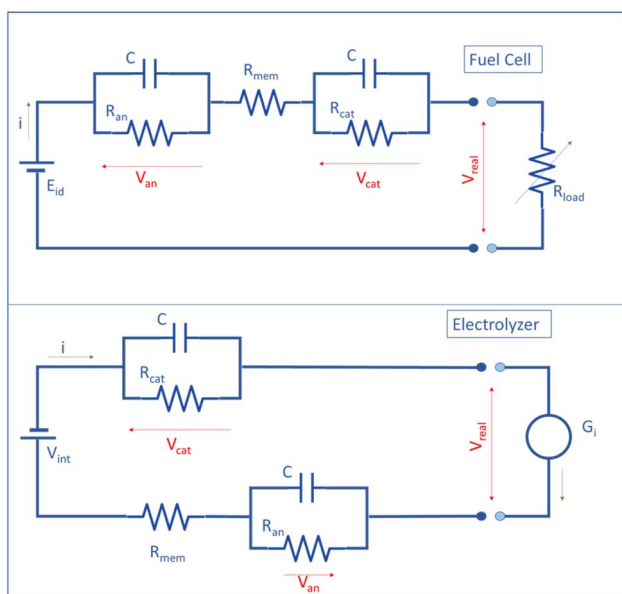 Fuel Cell
C
R_mem
C
R_an
R_cat
i
E_id
V_an
V_cat
V_real
R_load
Electrolyzer
C
i
R_cat
V_int
V_cat
V_real
G_i
C
R_an
R_mem
V_an